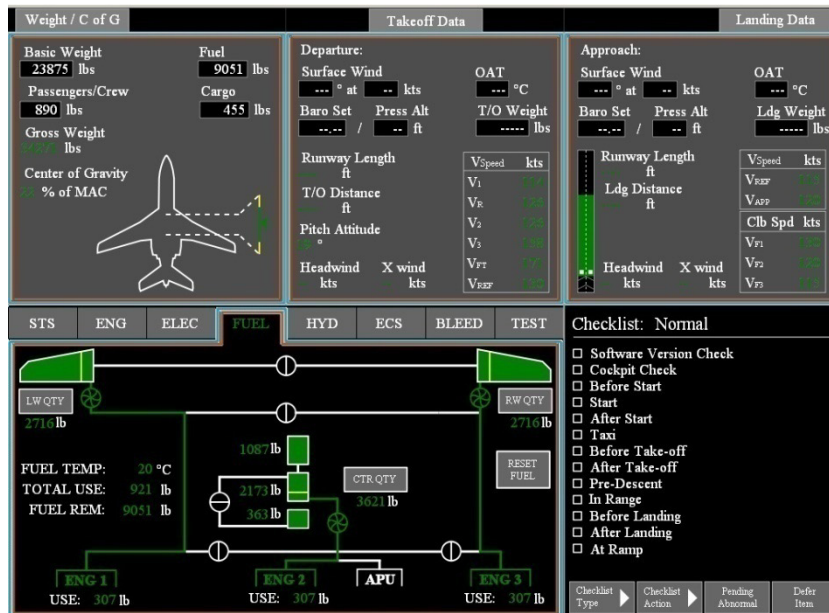 Weight / C of G
Takeoff Data
Landing Data
Basic Weight
23875 lbs
Fuel
9051 lbs
Passengers/Crew
890 lbs
Cargo
455 lbs
Gross Weight
lbs
Center of Gravity
% of MAC
Departure:
Surface Wind
--- ° at -- kts
OAT
--- °C
Baro Set / Press Alt
--.-- / -- ft
T/O Weight
----- lbs
Runway Length
ft
T/O Distance
ft
Pitch Attitude
°
Headwind
kts
X wind
kts
VSpeed kts
V1
VR
V2
V3
VFT
VREF
Approach:
Surface Wind
--- ° at -- kts
OAT
--- °C
Baro Set Press Alt
--.-- / -- ft
Ldg Weight
----- lbs
Runway Length
ft
Ldg Distance
ft
Headwind
kts
X wind
kts
VSpeed kts
VREF
VAPP
Clb Spd kts
VF1
VF2
VF3
STS
ENG
ELEC
FUEL
HYD
ECS
BLEED
TEST
LW QTY
2716 lb
RW QTY
2716 lb
FUEL TEMP: 20 °C
TOTAL USE: 921 lb
FUEL REM: 9051 lb
1087 lb
2173 lb
363 lb
CTR QTY
3621 lb
RESET
FUEL
ENG 1
USE: 307 lb
ENG 2
USE: 307 lb
APU
ENG 3
USE: 307 lb
Checklist: Normal
Software Version Check
Cockpit Check
Before Start
Start
After Start
Taxi
Before Take-off
After Take-off
Pre-Descent
In Range
Before Landing
After Landing
At Ramp
Checklist
Type
Checklist
Action
Pending
Abnormal
Defer
Item